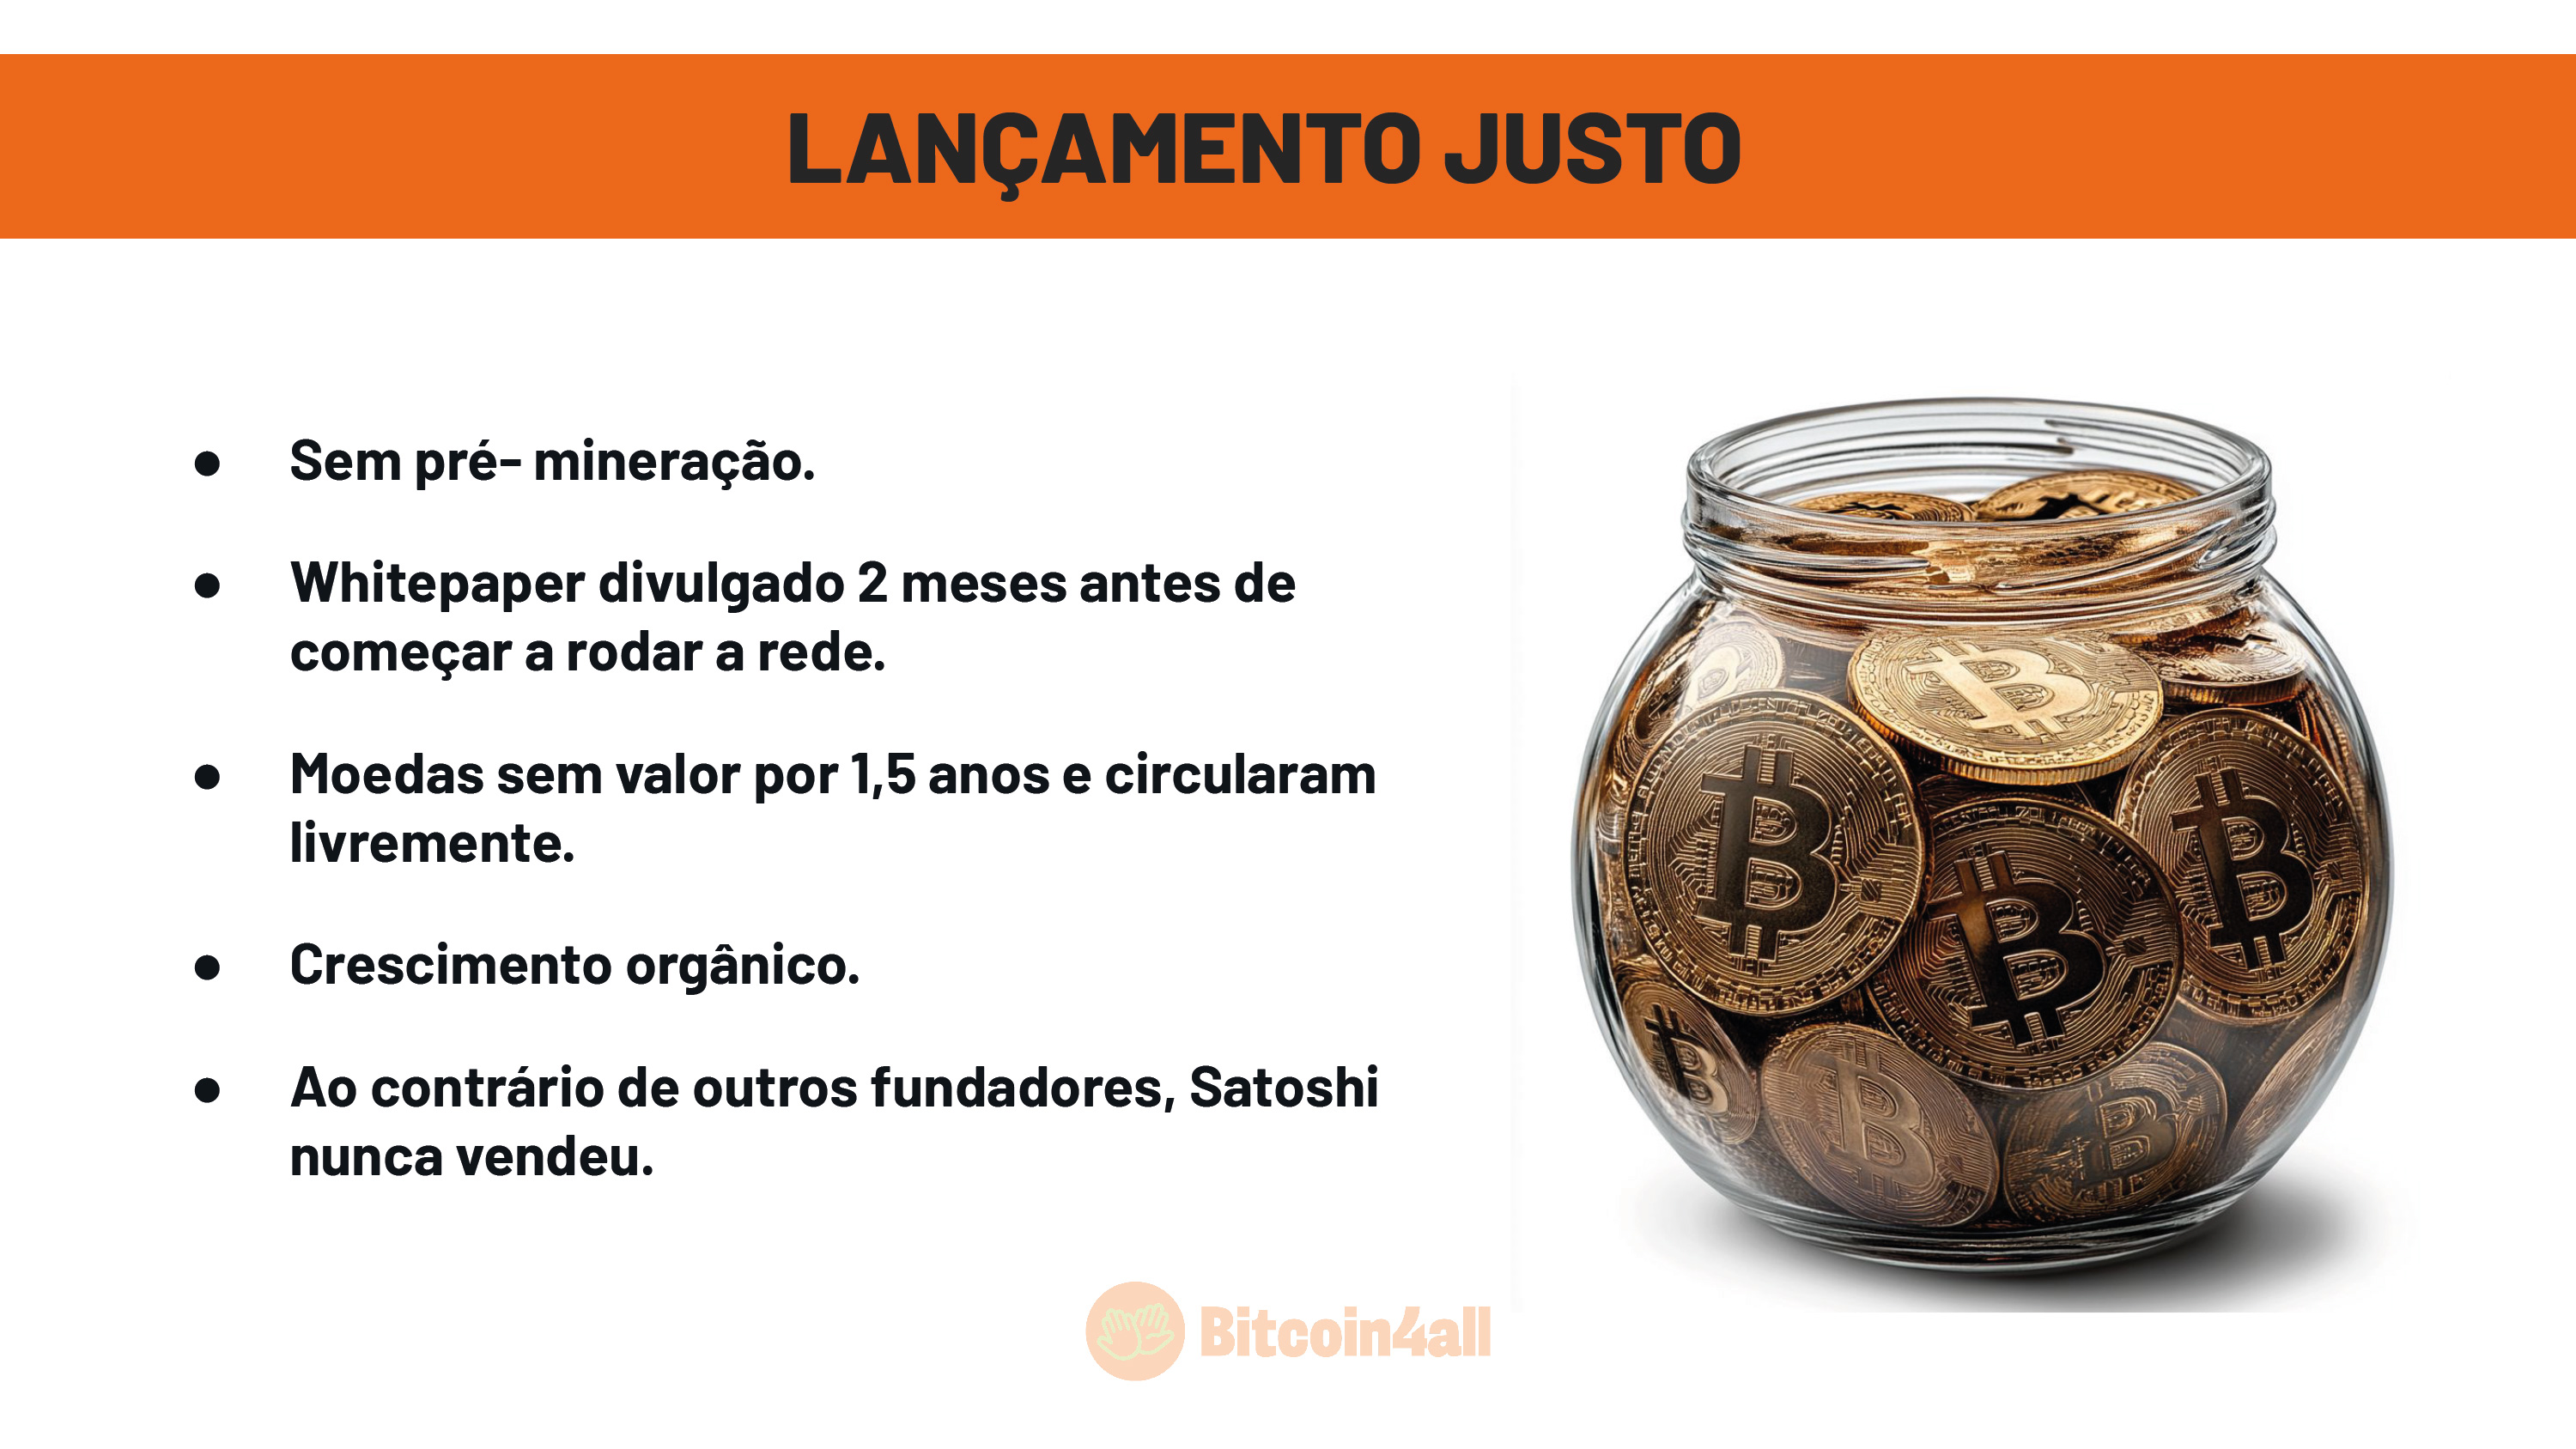 LANÇAMENTO JUSTO
● Sem pré- mineração.
● Whitepaper divulgado 2 meses antes de
começar a rodar a rede.
● Moedas sem valor por 1,5 anos e circularam
livremente.
● Crescimento orgânico.
● Ao contrário de outros fundadores, Satoshi
nunca vendeu.
Bitcoin4all